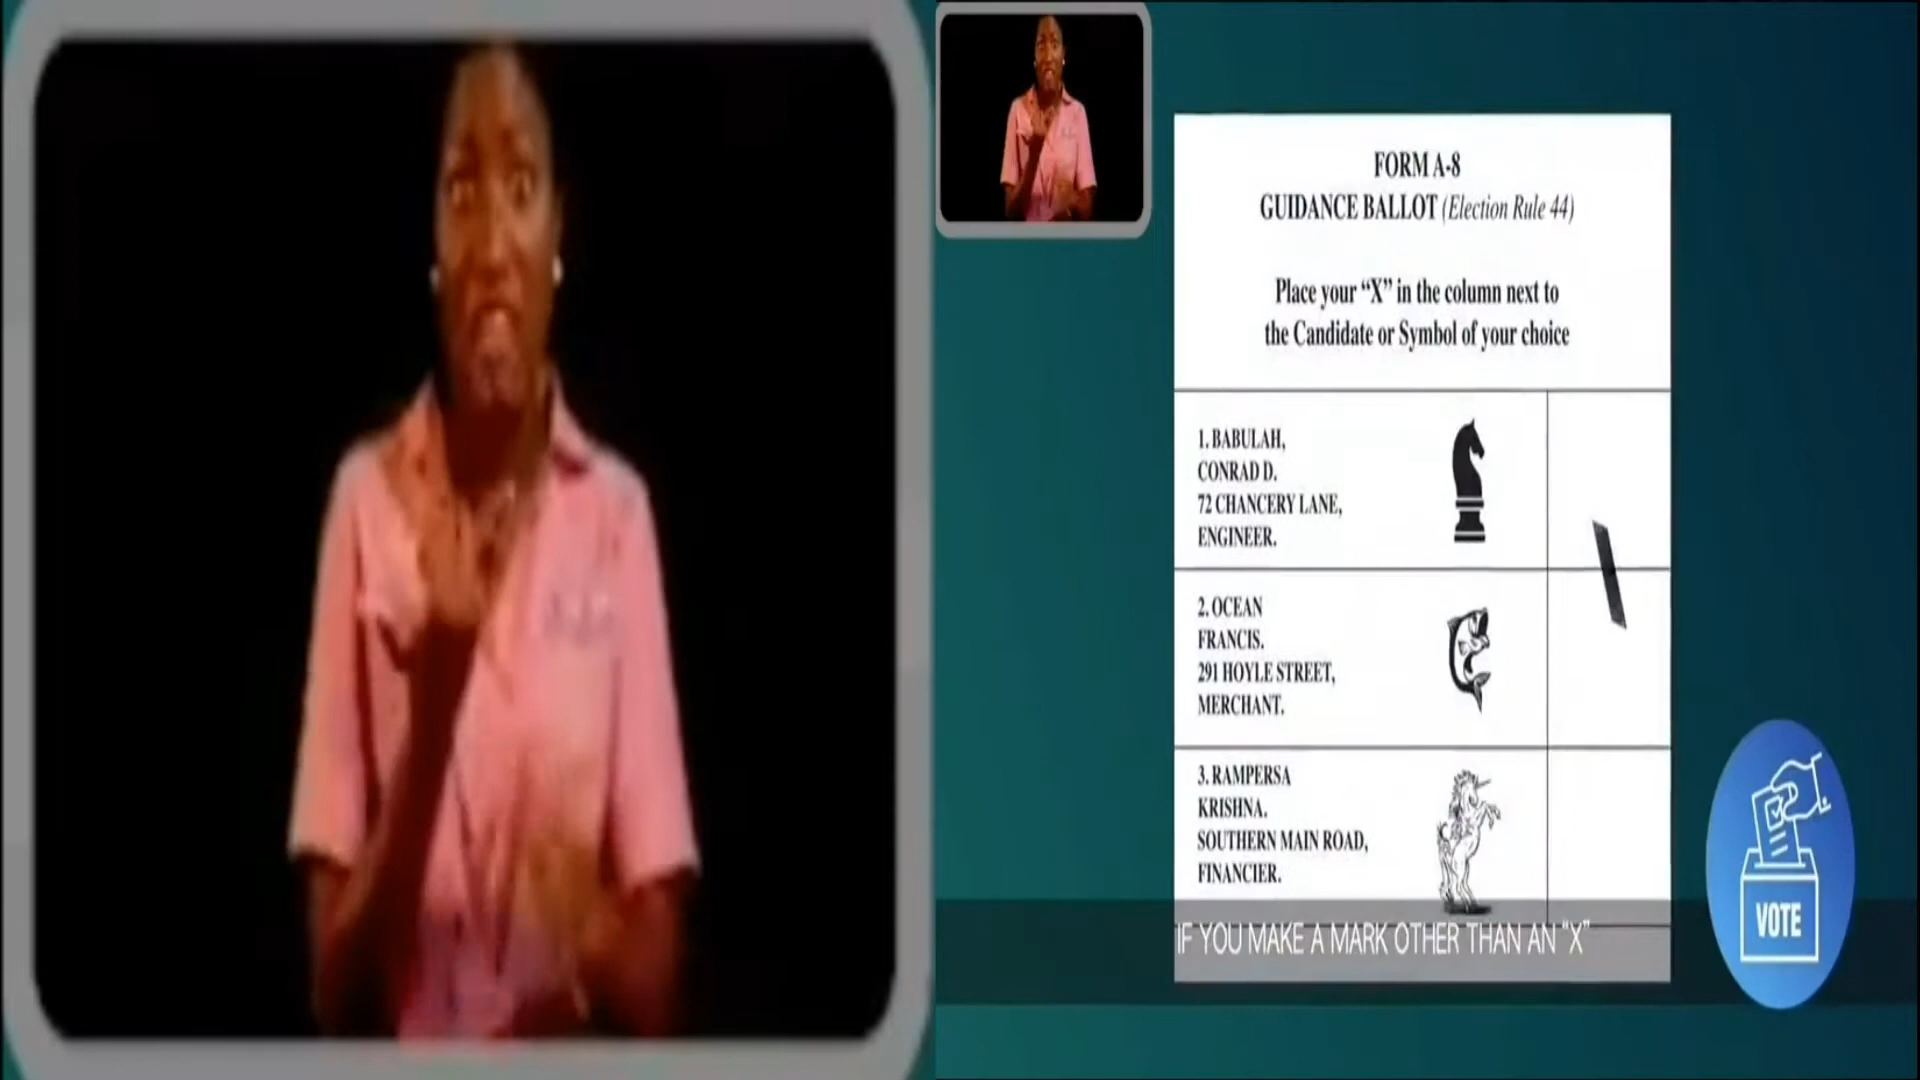 FORM A-8
GUIDANCE BALLOT (Election Rule 44)
Place your “X” in the column next to
the Candidate or Symbol of your choice
1. BABULAH,
CONRAD D.
72 CHANCERY LANE,
ENGINEER.
2. OCEAN
FRANCIS.
291 HOYLE STREET,
MERCHANT.
3. RAMPERSA
KRISHNA.
SOUTHERN MAIN ROAD,
FINANCIER.
IF YOU MAKE A MARK OTHER THAN AN “X”
VOTE